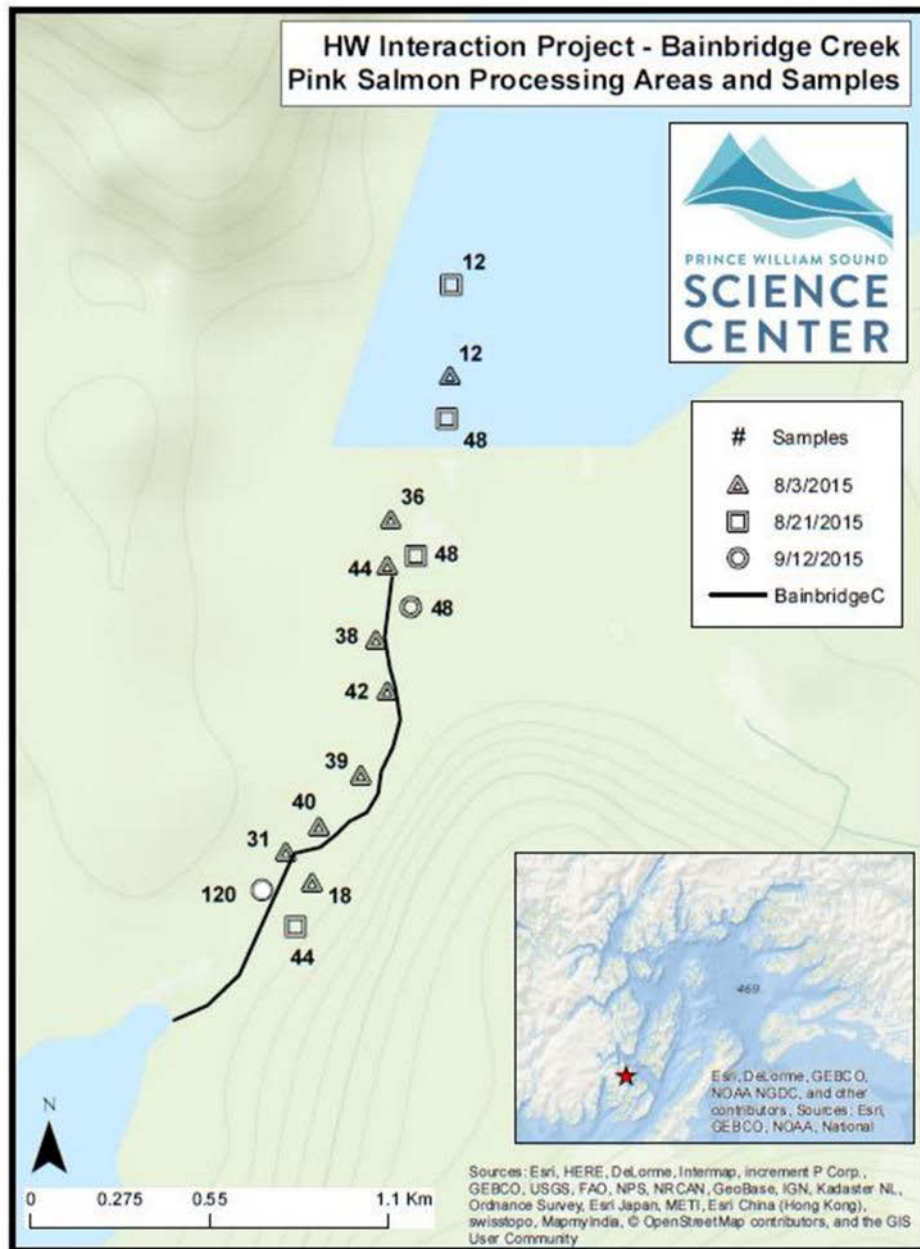 HW Interaction Project - Bainbridge Creek
Pink Salmon Processing Areas and Samples
PRINCE WILLIAM SOUND
SCIENCE
CENTER
12
12
48
# Samples
8/3/2015
8/21/2015
9/12/2015
BainbridgeC
36
48
44
48
38
42
39
40
31
120
18
44
469
Esri, DeLorme, GEBCO,
NOAA NGDC, and other
contributors, Sources: Esri,
GEBCO, NOAA, National
N
0 0.275 0.55 1.1 Km
Sources: Esri, HERE, DeLorme, Intermap, increment P Corp.,
GEBCO, USGS, FAO, NPS, NRCAN, GeoBase, IGN, Kadaster NL,
Ordnance Survey, Esri Japan, METI, Esri China (Hong Kong),
swisstopo, MapmyIndia, © OpenStreetMap contributors, and the GIS
User Community